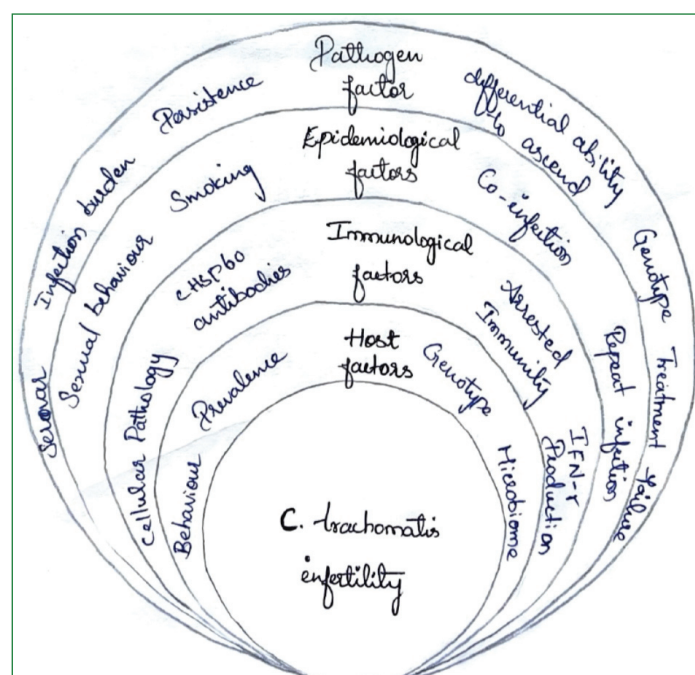 Pathogen
factor
Persistence
Infection burden
Serovar
differential ability
to ascend
Genotype
Treatment failure
Epidemiological
factors
Smoking
Sexual behaviour
Co-infection
Repeat infection
Immunological
factors
CHSP60
antibodies
Cellular Pathology
Arrested
Immunity
IFN-r
Production
Host
factors
Prevalence
Behaviour
Genotype
Microbiome
C. trachomatis
infertility